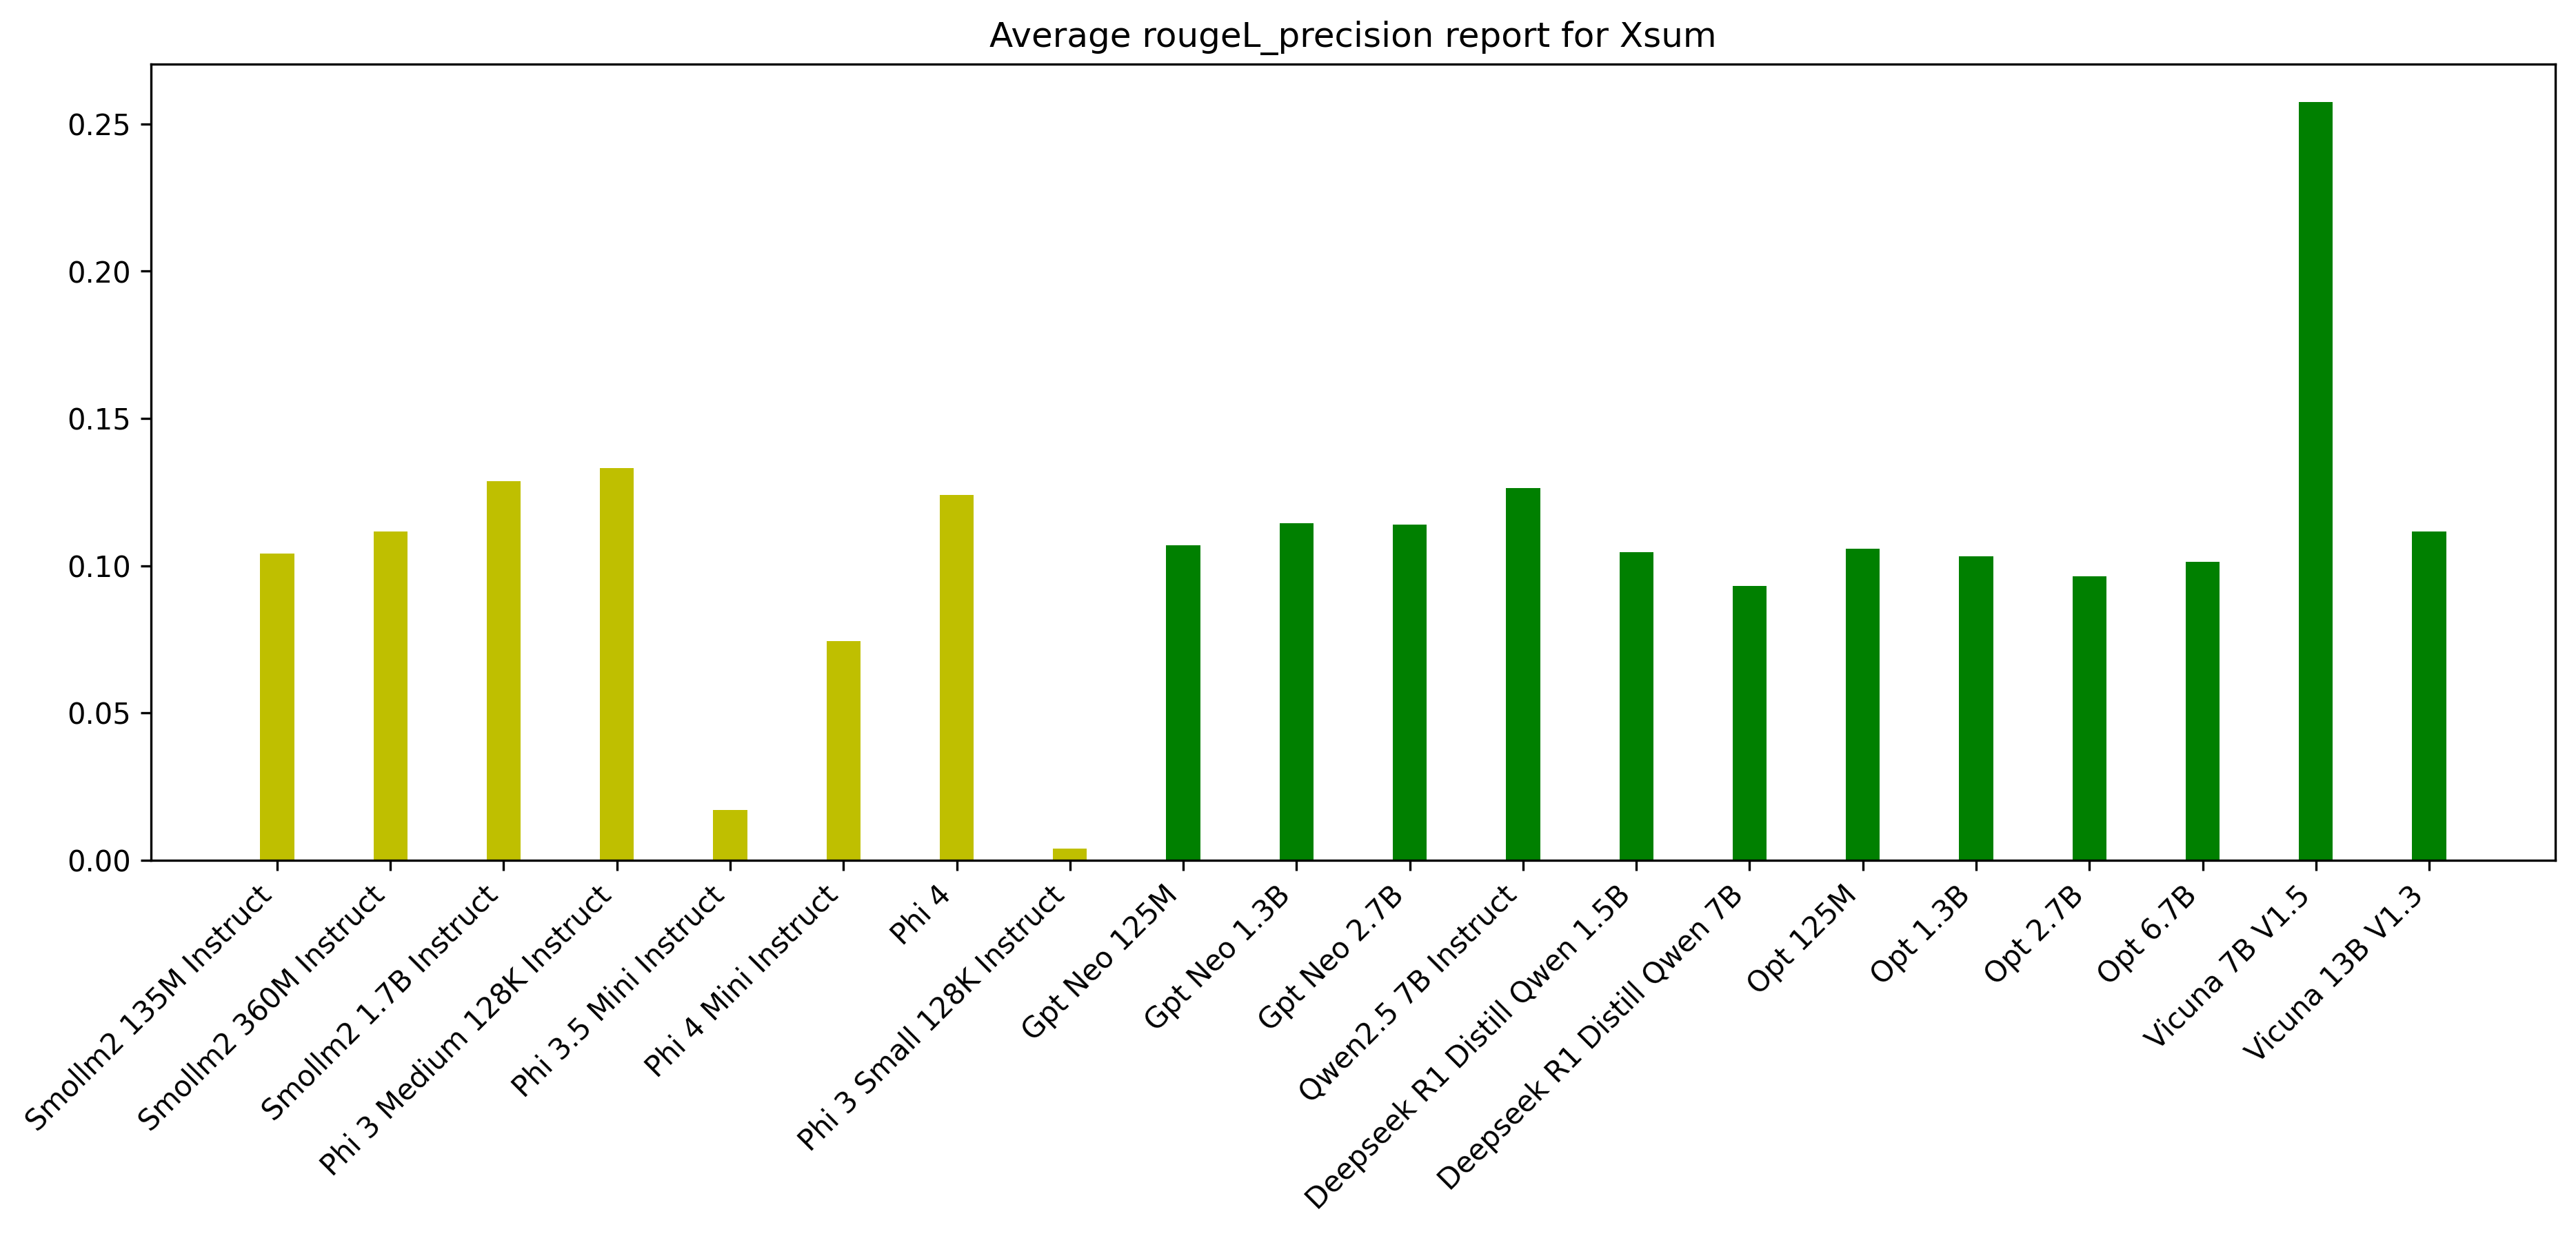 Average rougeL_precision report for Xsum
0.25
0.20
0.15
0.10
0.05
0.00
Smollm2 135M Instruct
Smollm2 360M Instruct
Smollm2 1.7B Instruct
Phi 3 Medium 128K Instruct
Phi 3.5 Mini Instruct
Phi 4 Mini Instruct
Phi 4
Phi 3 Small 128K Instruct
Gpt Neo 125M
Gpt Neo 1.3B
Gpt Neo 2.7B
Qwen2.5 7B Instruct
Deepseek R1 Distill Qwen 1.5B
Deepseek R1 Distill Qwen 7B
Opt 125M
Opt 1.3B
Opt 2.7B
Opt 6.7B
Vicuna 7B V1.5
Vicuna 13B V1.3